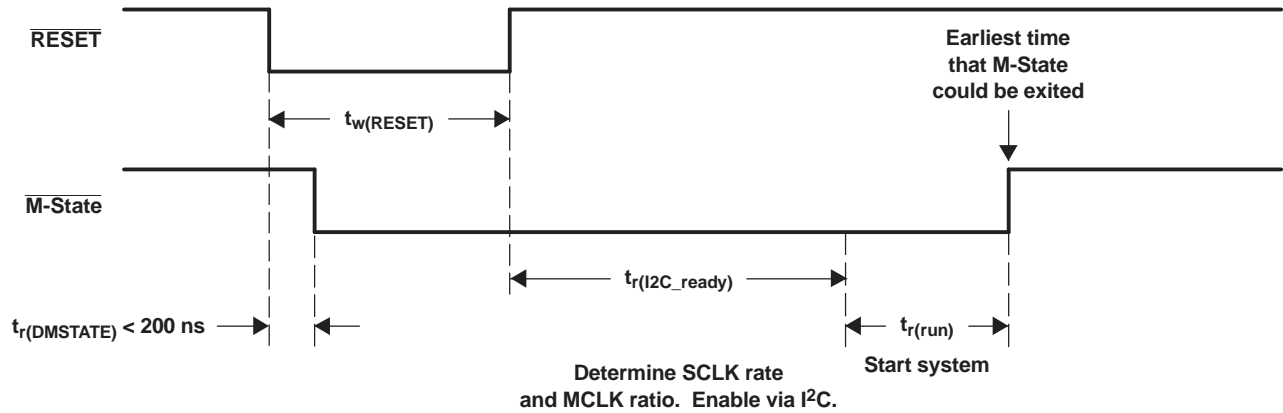 RESET
Earliest time
that M-State
could be exited
tw(RESET)
M-State
tr(I2C_ready)
tr(DMSTATE) < 200 ns
tr(run)
Start system
Determine SCLK rate
and MCLK ratio. Enable via I2C.